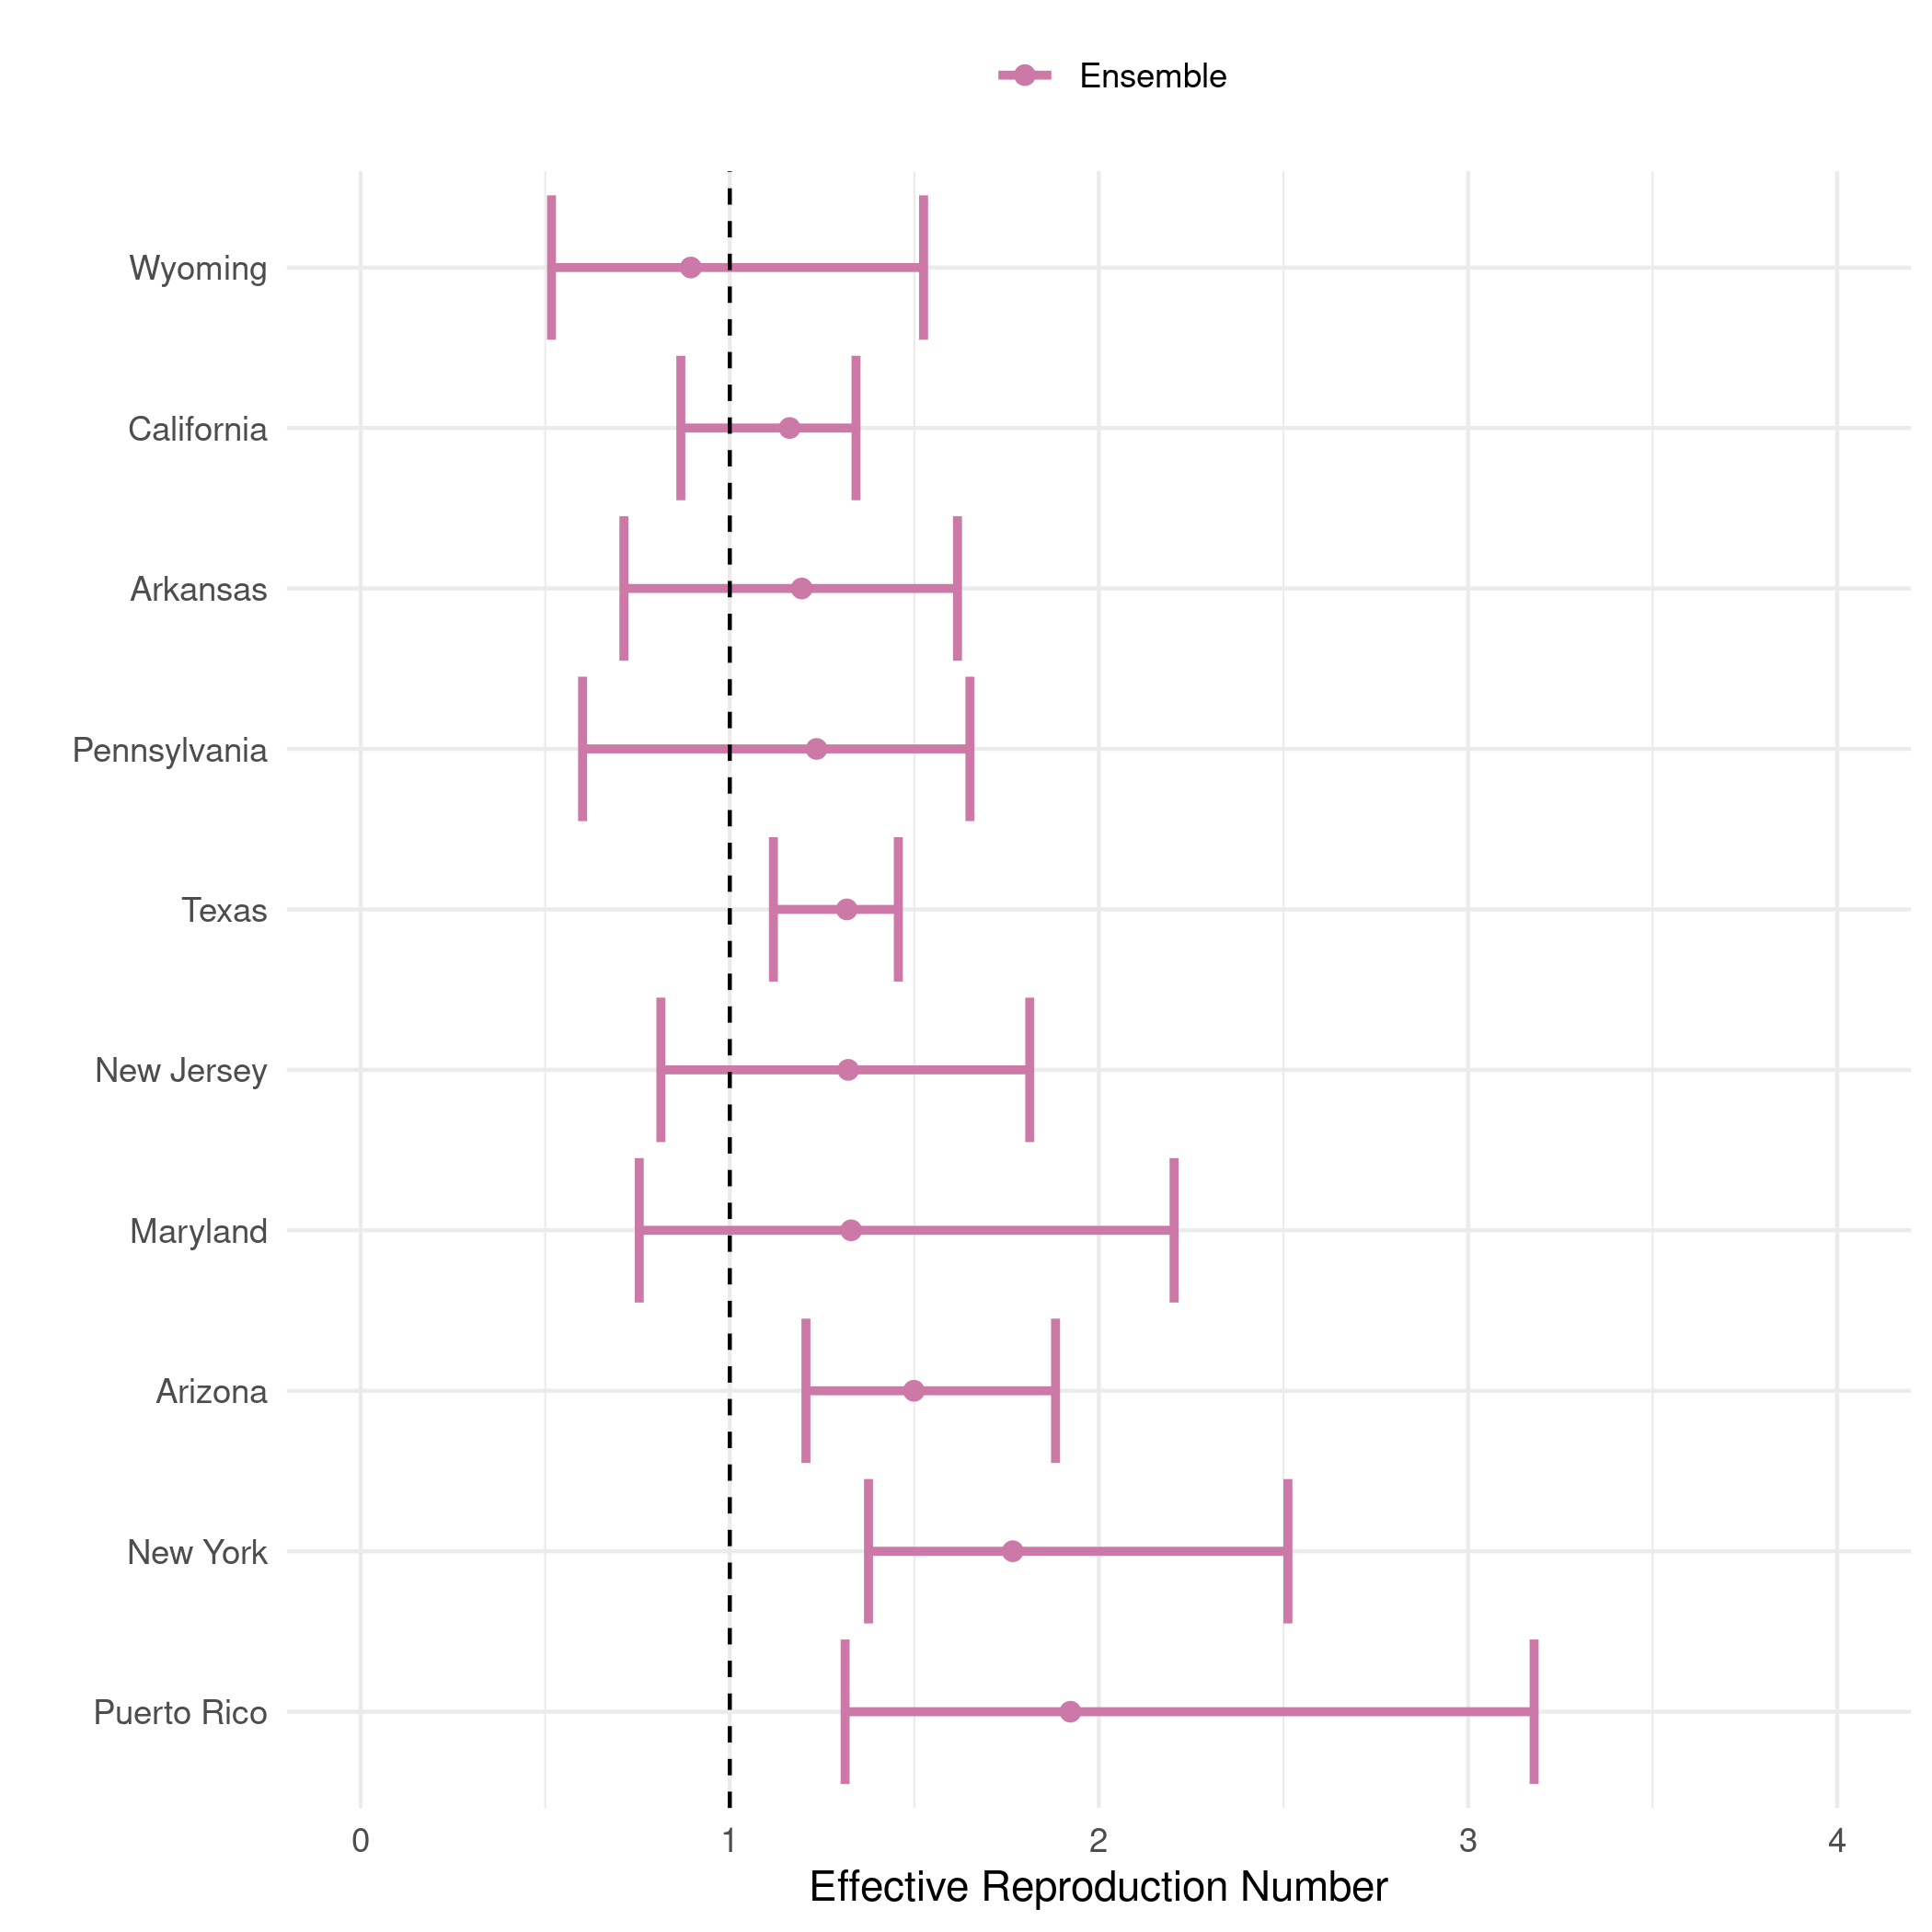 Ensemble
Wyoming
California
Arkansas
Pennsylvania
Texas
New Jersey
Maryland
Arizona
New York
Puerto Rico
0 1 2 3 4
Effective Reproduction Number